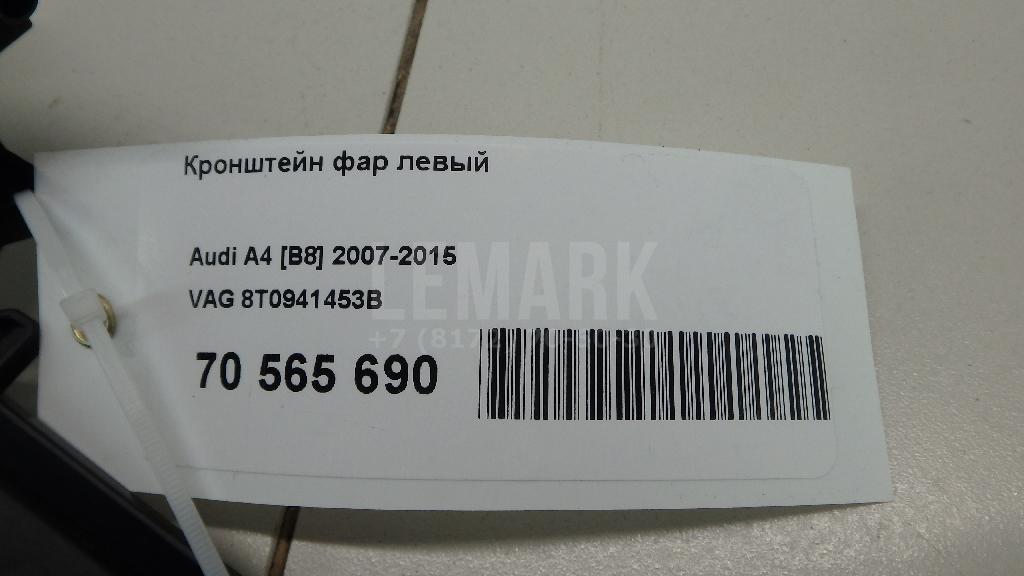 Кронштейн фар левый
Audi A4 [B8] 2007-2015
LEMARK
VAG 8T0941453B
70 565 690